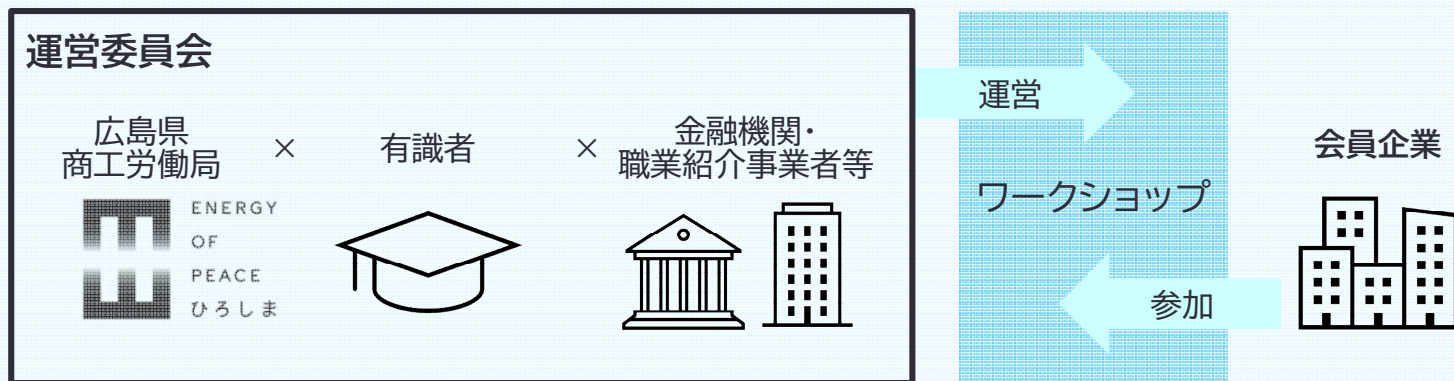 運営委員会
広島県
商工労働局
×
有識者
×
金融機関・
職業紹介事業者等
ENERGY
OF
PEACE
ひろしま
運営
ワークショップ
参加
会員企業